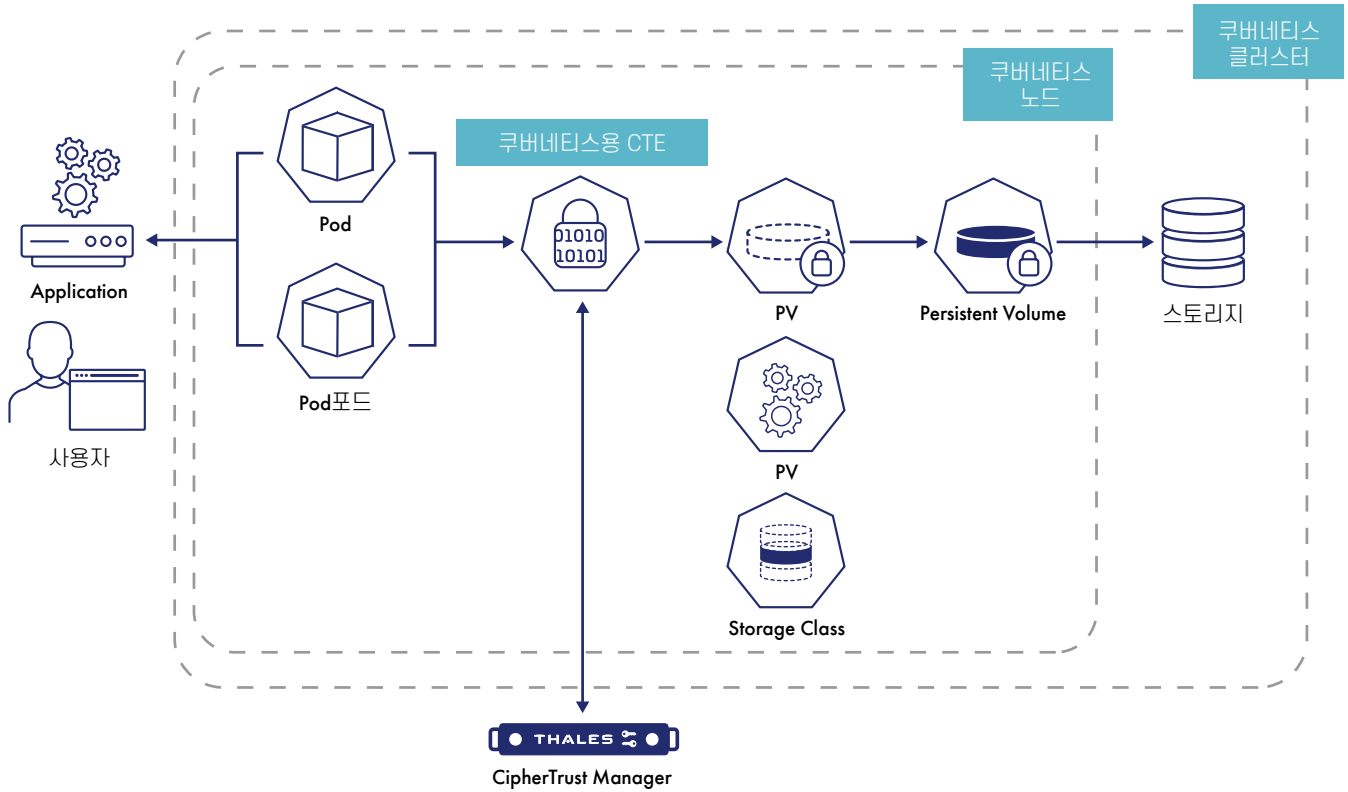 쿠버네티스
클러스터
쿠버네티스
노드
쿠버네티스용 CTE
Pod
01010
10101
Application
PV
Persistent Volume
스토리지
Pod포드
사용자
PV
Storage Class
THALES
CipherTrust Manager